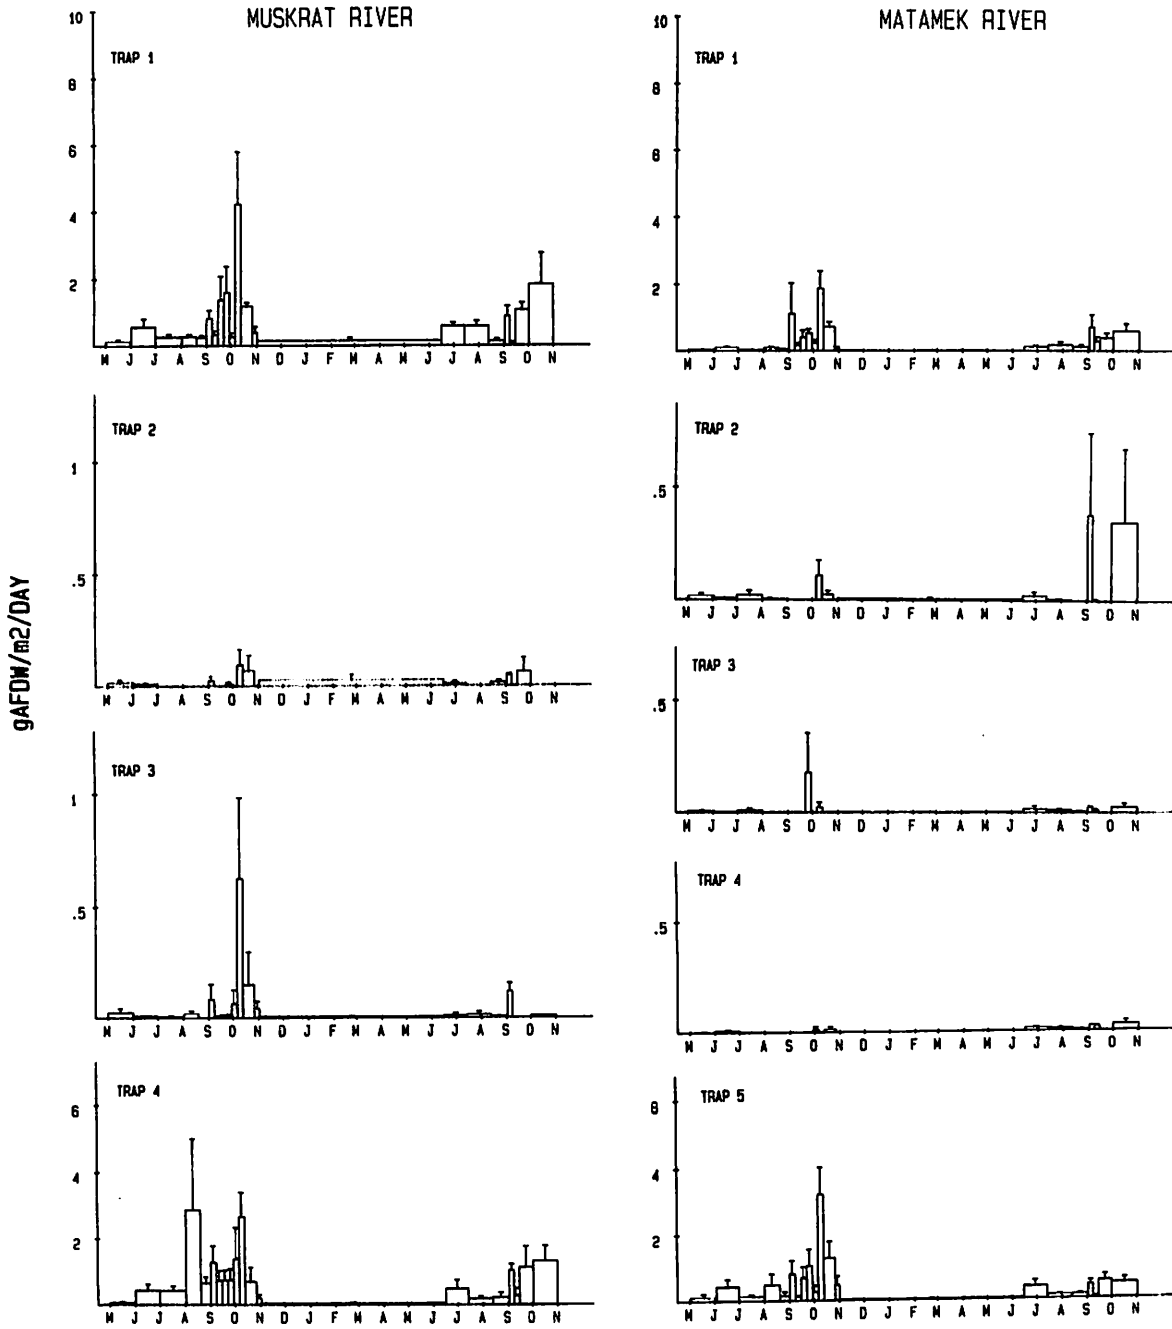 MUSKRAT RIVER
TRAP 1
10
8
6
4
2
M J J A S O N D J F M A M J J A S O N
TRAP 2
1
.5
M J J A S O N D J F M A M J J A S O N
gAFDW/m2/DAY
TRAP 3
1
.5
M J J A S O N D J F M A M J J A S O N
TRAP 4
6
4
2
M J J A S O N D J F M A M J J A S O N
MATAMEK RIVER
TRAP 1
10
8
6
4
2
M J J A S O N D J F M A M J J A S O N
TRAP 2
.5
M J J A S O N D J F M A M J J A S O N
TRAP 3
.5
M J J A S O N D J F M A M J J A S O N
TRAP 4
.5
M J J A S O N D J F M A M J J A S O N
TRAP 5
6
4
2
M J J A S O N D J F M A M J J A S O N